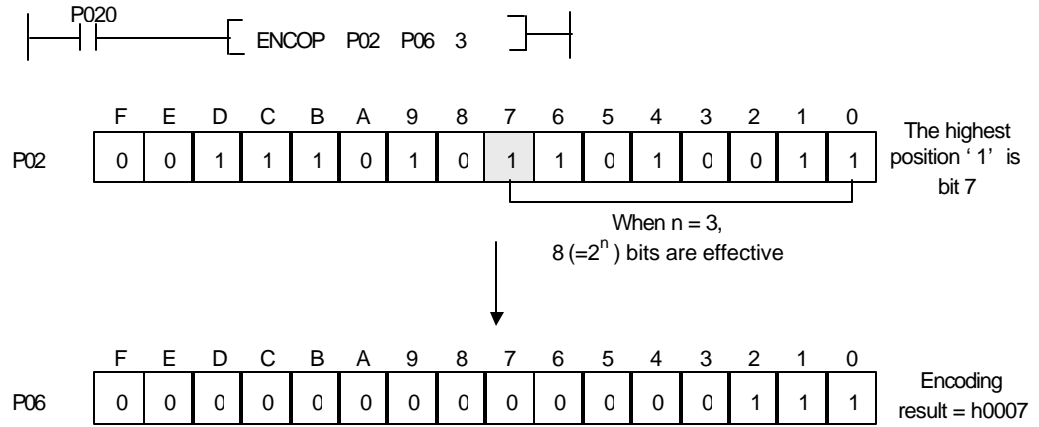 P020
ENCOP P02 P06 3
F E D C B A 9 8 7 6 5 4 3 2 1 0
P02 0 0 1 1 1 0 1 0 1 1 0 1 0 0 1 1
The highest
position ‘1’ is
bit 7
When n = 3,
8 (=2^n) bits are effective
F E D C B A 9 8 7 6 5 4 3 2 1 0
P06 0 0 0 0 0 0 0 0 0 0 0 0 0 1 1 1
Encoding
result = h0007